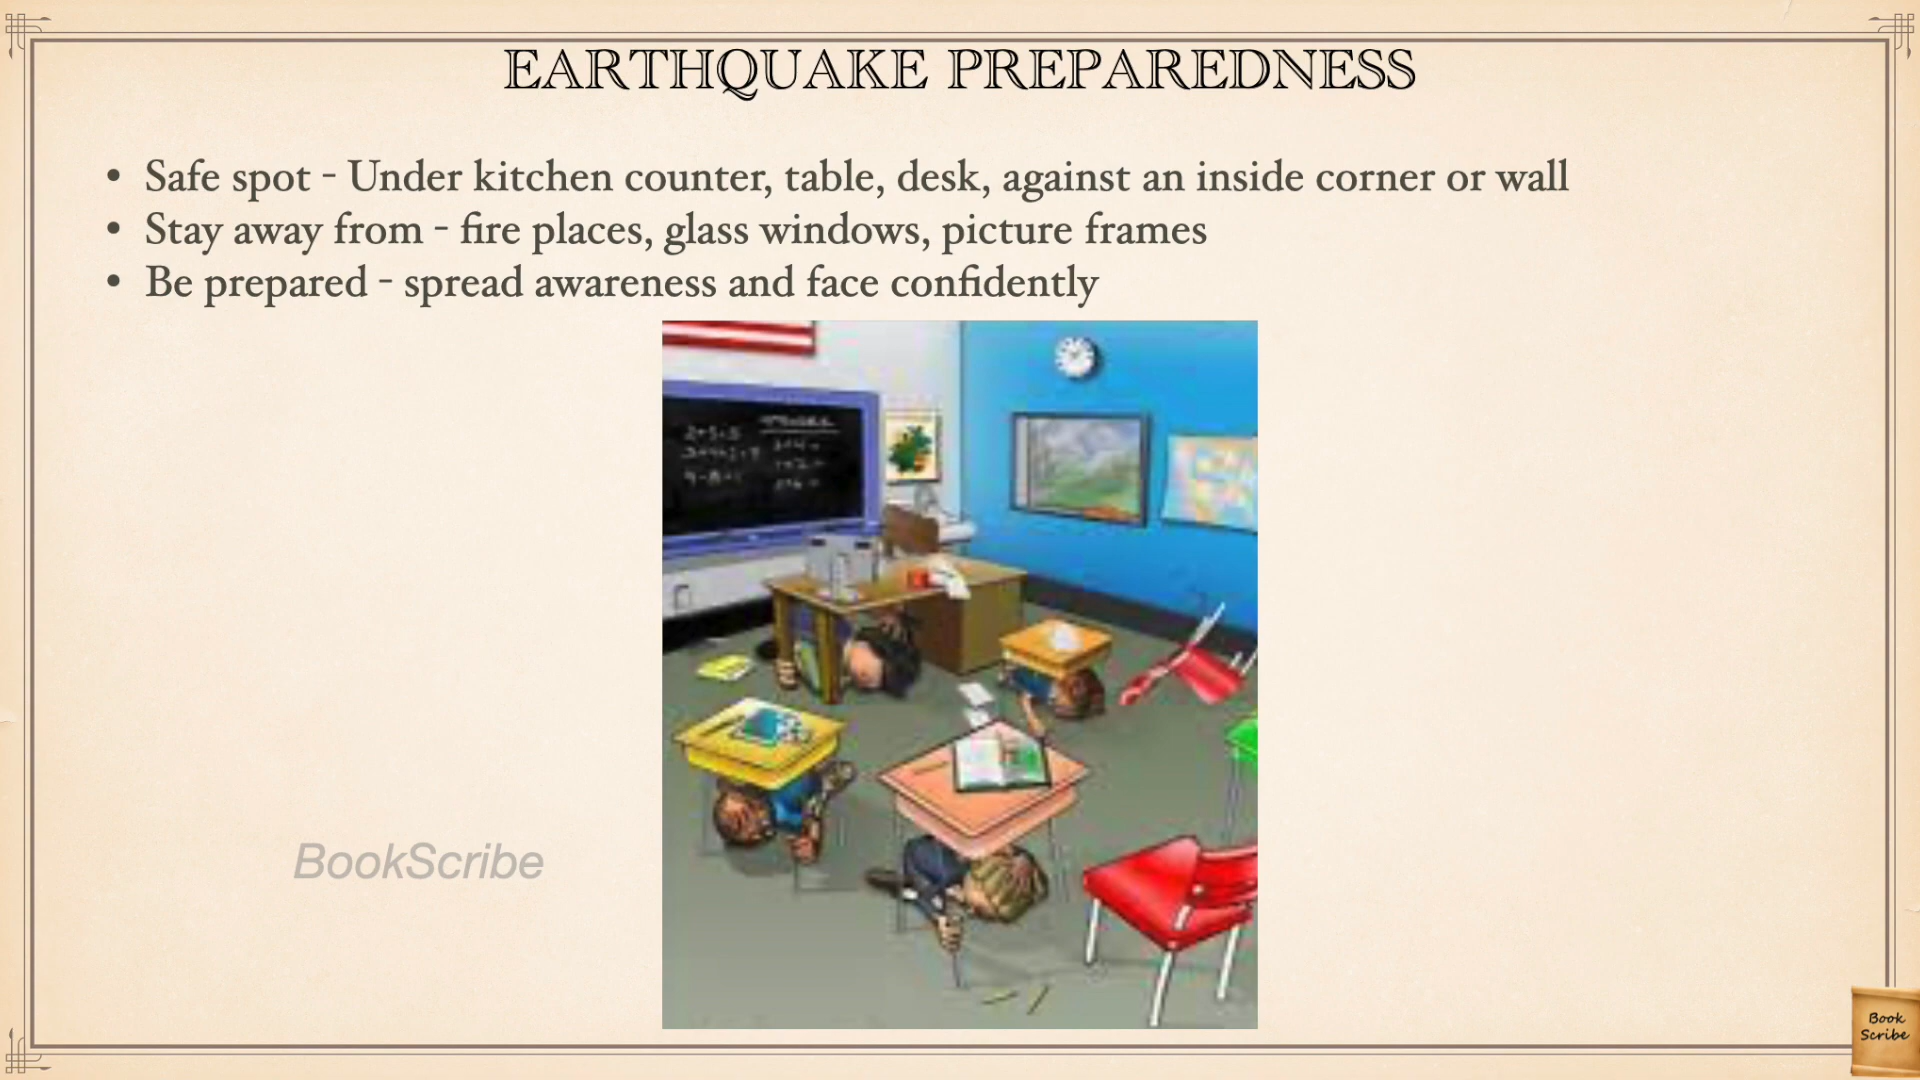 EARTHQUAKE PREPAREDNESS
• Safe spot - Under kitchen counter, table, desk, against an inside corner or wall
• Stay away from - fire places, glass windows, picture frames
• Be prepared - spread awareness and face confidently
BookScribe
Book
Scribe